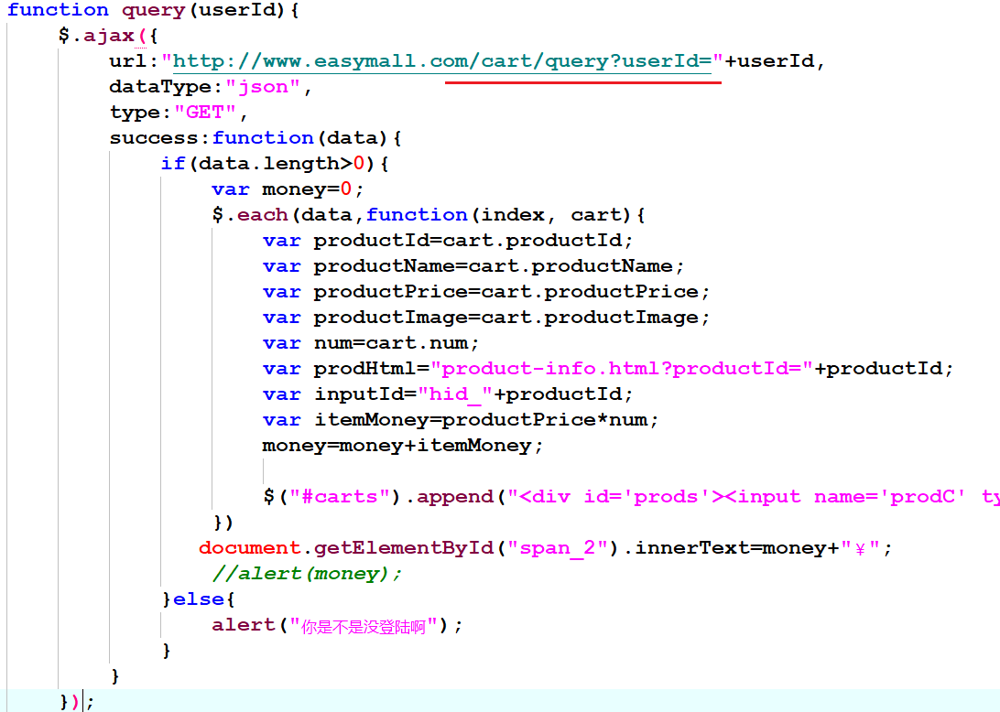 function query(userId){
$.ajax({
url:"http://www.easymall.com/cart/query?userId="+userId,
dataType:"json",
type:"GET",
success:function(data){
if(data.length>0){
var money=0;
$.each(data,function(index, cart){
var productId=cart.productId;
var productName=cart.productName;
var productPrice=cart.productPrice;
var productImage=cart.productImage;
var num=cart.num;
var prodHtml="product-info.html?productId="+productId;
var inputId="hid_"+productId;
var itemMoney=productPrice*num;
money=money+itemMoney;
$("#carts").append("<div id='prods'><input name='prodC' ty
})
document.getElementById("span_2").innerText=money+"¥";
//alert(money);
}else{
alert("你是不是没登陆啊");
}
}
});